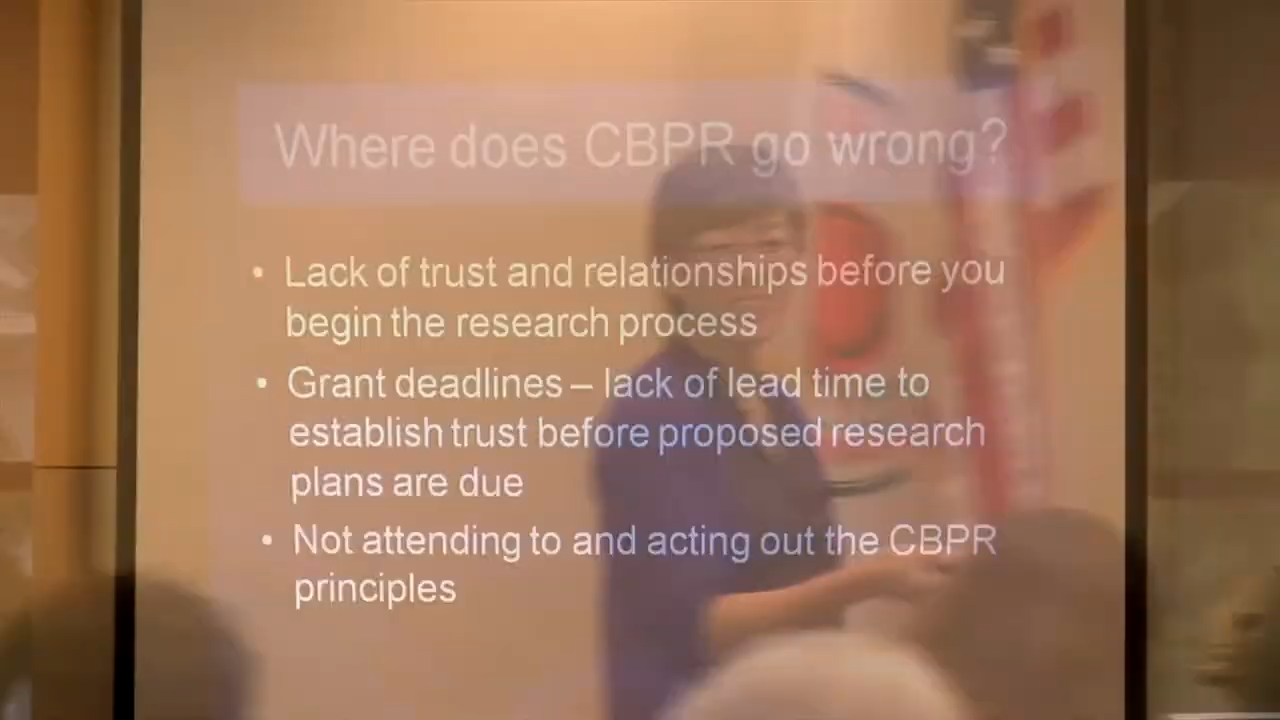 Where does CBPR go wrong?
• Lack of trust and relationships before you
begin the research process
• Grant deadlines – lack of lead time to
establish trust before proposed research
plans are due
• Not attending to and acting out the CBPR
principles